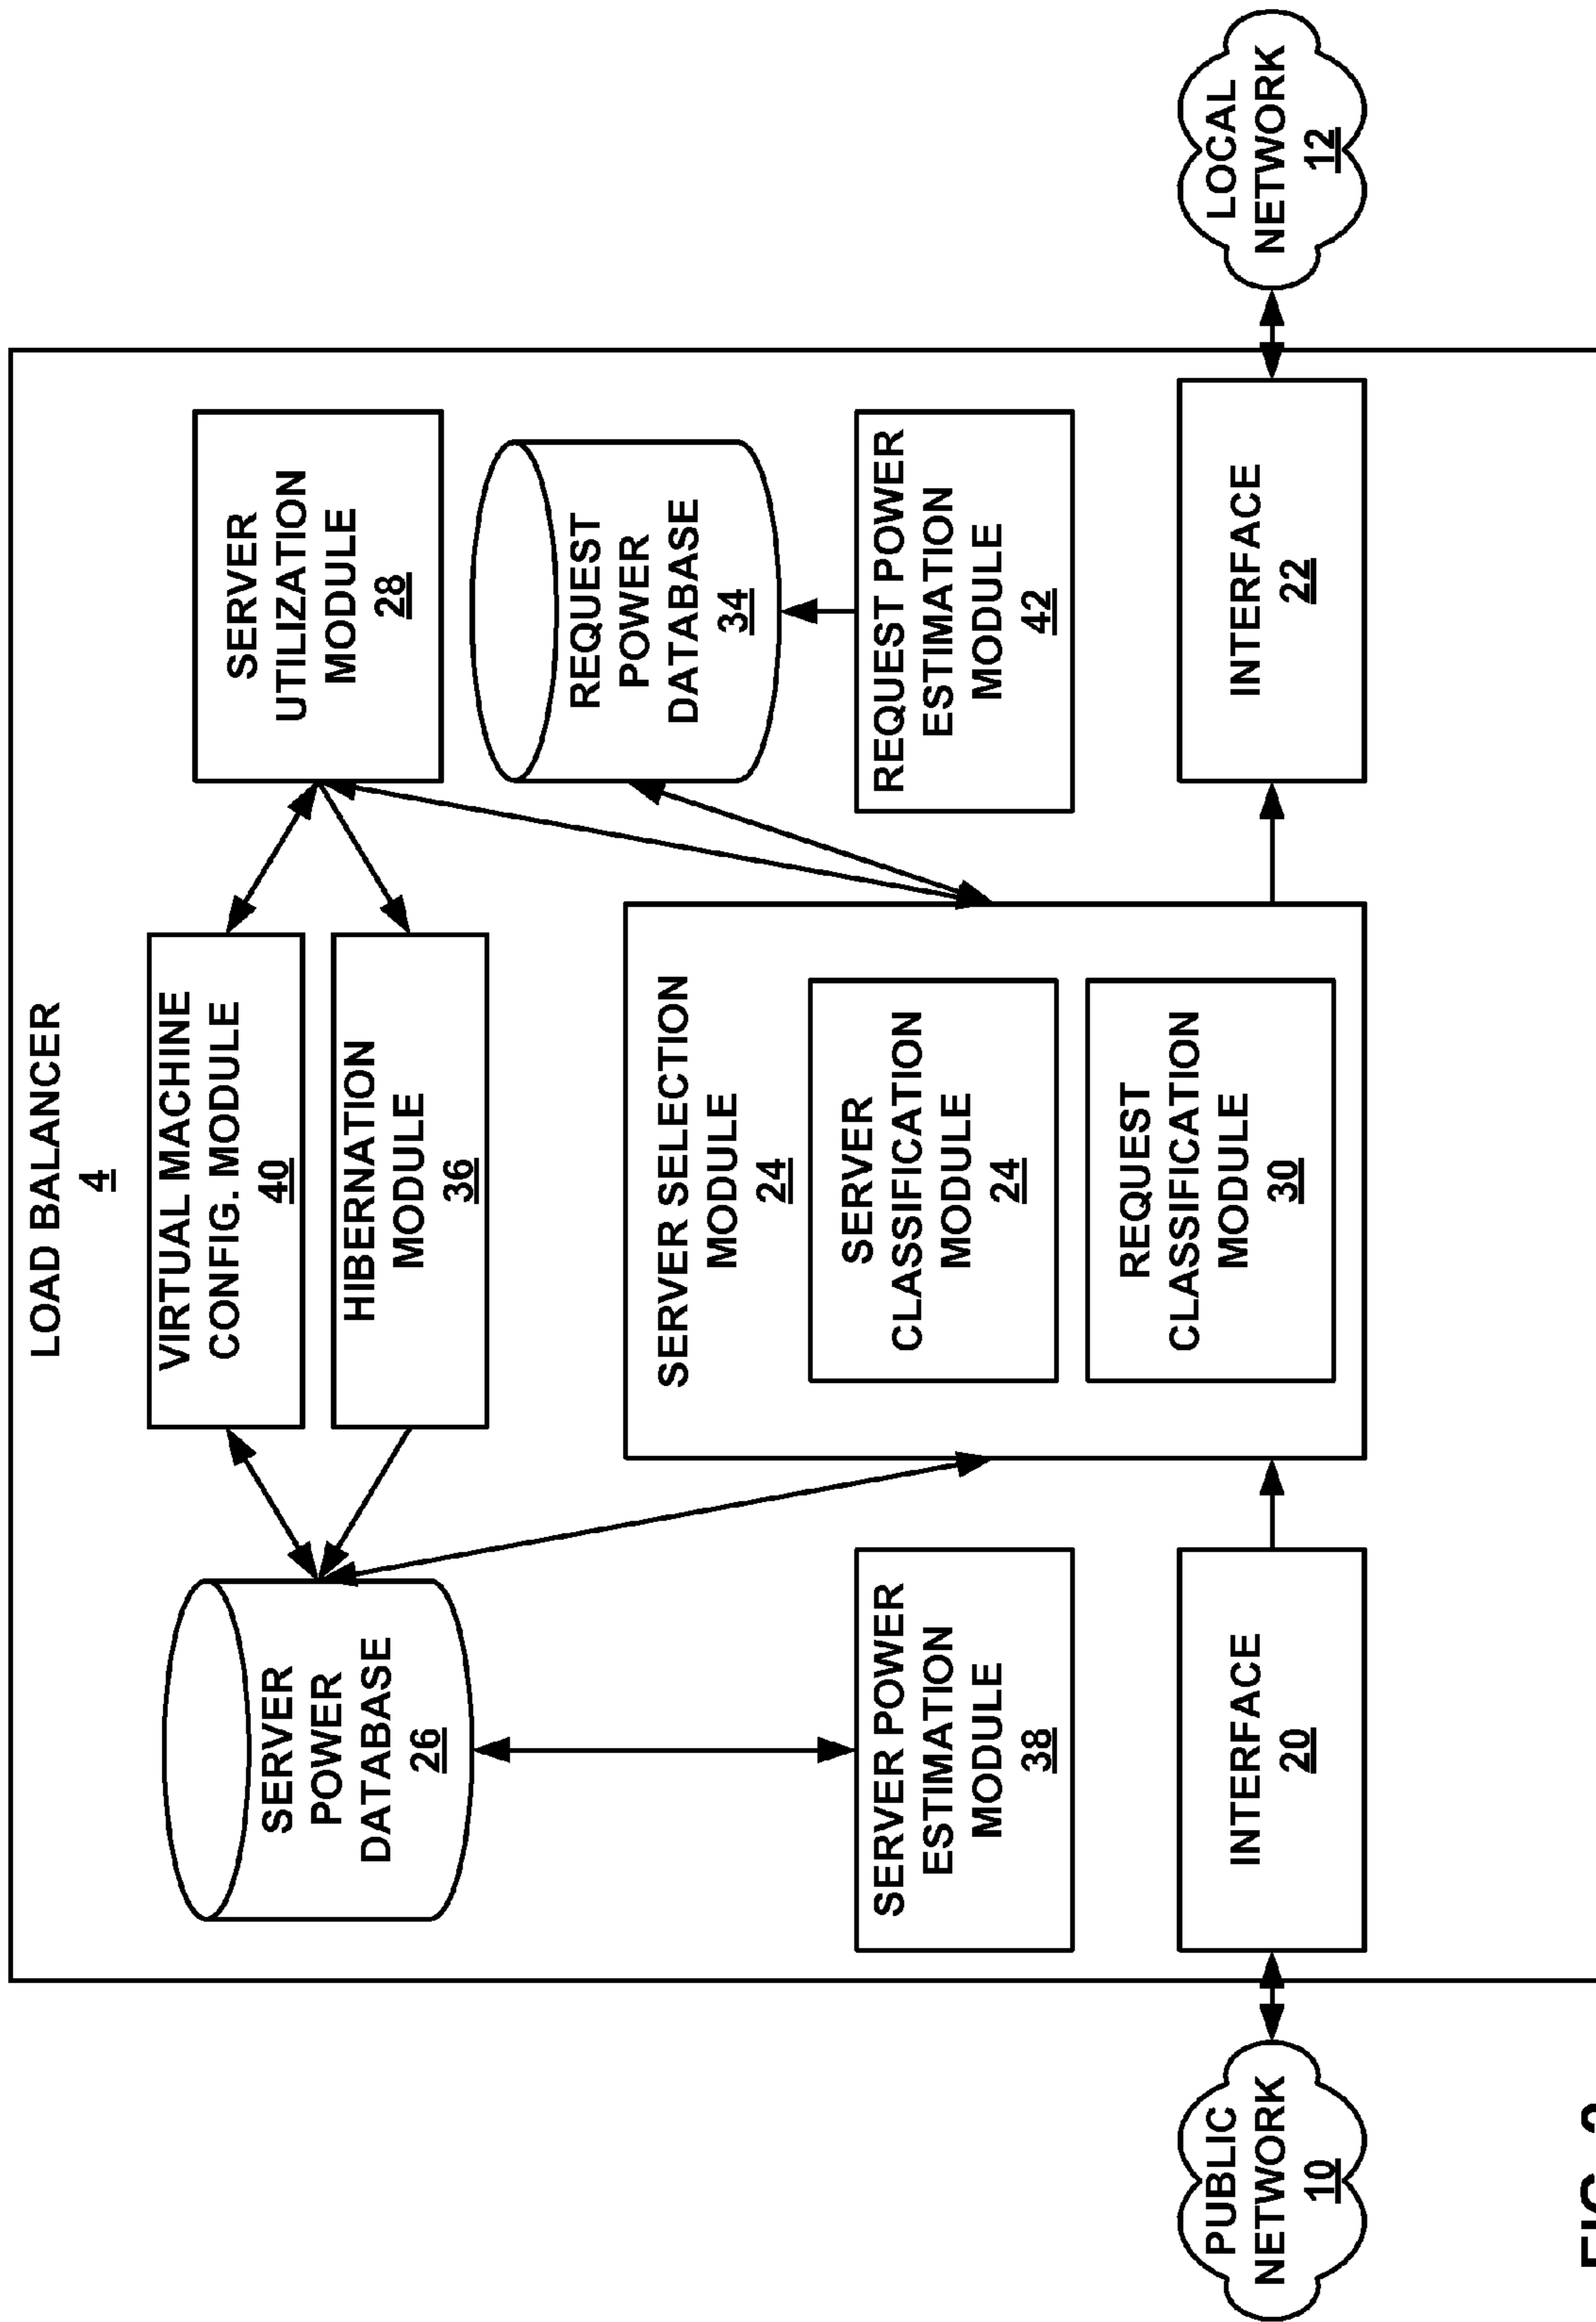 LOAD BALANCER
4
SERVER
POWER
DATABASE
26
VIRTUAL MACHINE
CONFIG. MODULE
40
HIBERNATION
MODULE
36
SERVER
UTILIZATION
MODULE
28
REQUEST
POWER
DATABASE
34
SERVER SELECTION
MODULE
24
SERVER
CLASSIFICATION
MODULE
24
REQUEST
CLASSIFICATION
MODULE
30
SERVER POWER
ESTIMATION
MODULE
38
REQUEST POWER
ESTIMATION
MODULE
42
PUBLIC
NETWORK
10
INTERFACE
20
INTERFACE
22
LOCAL
NETWORK
12
FIG.